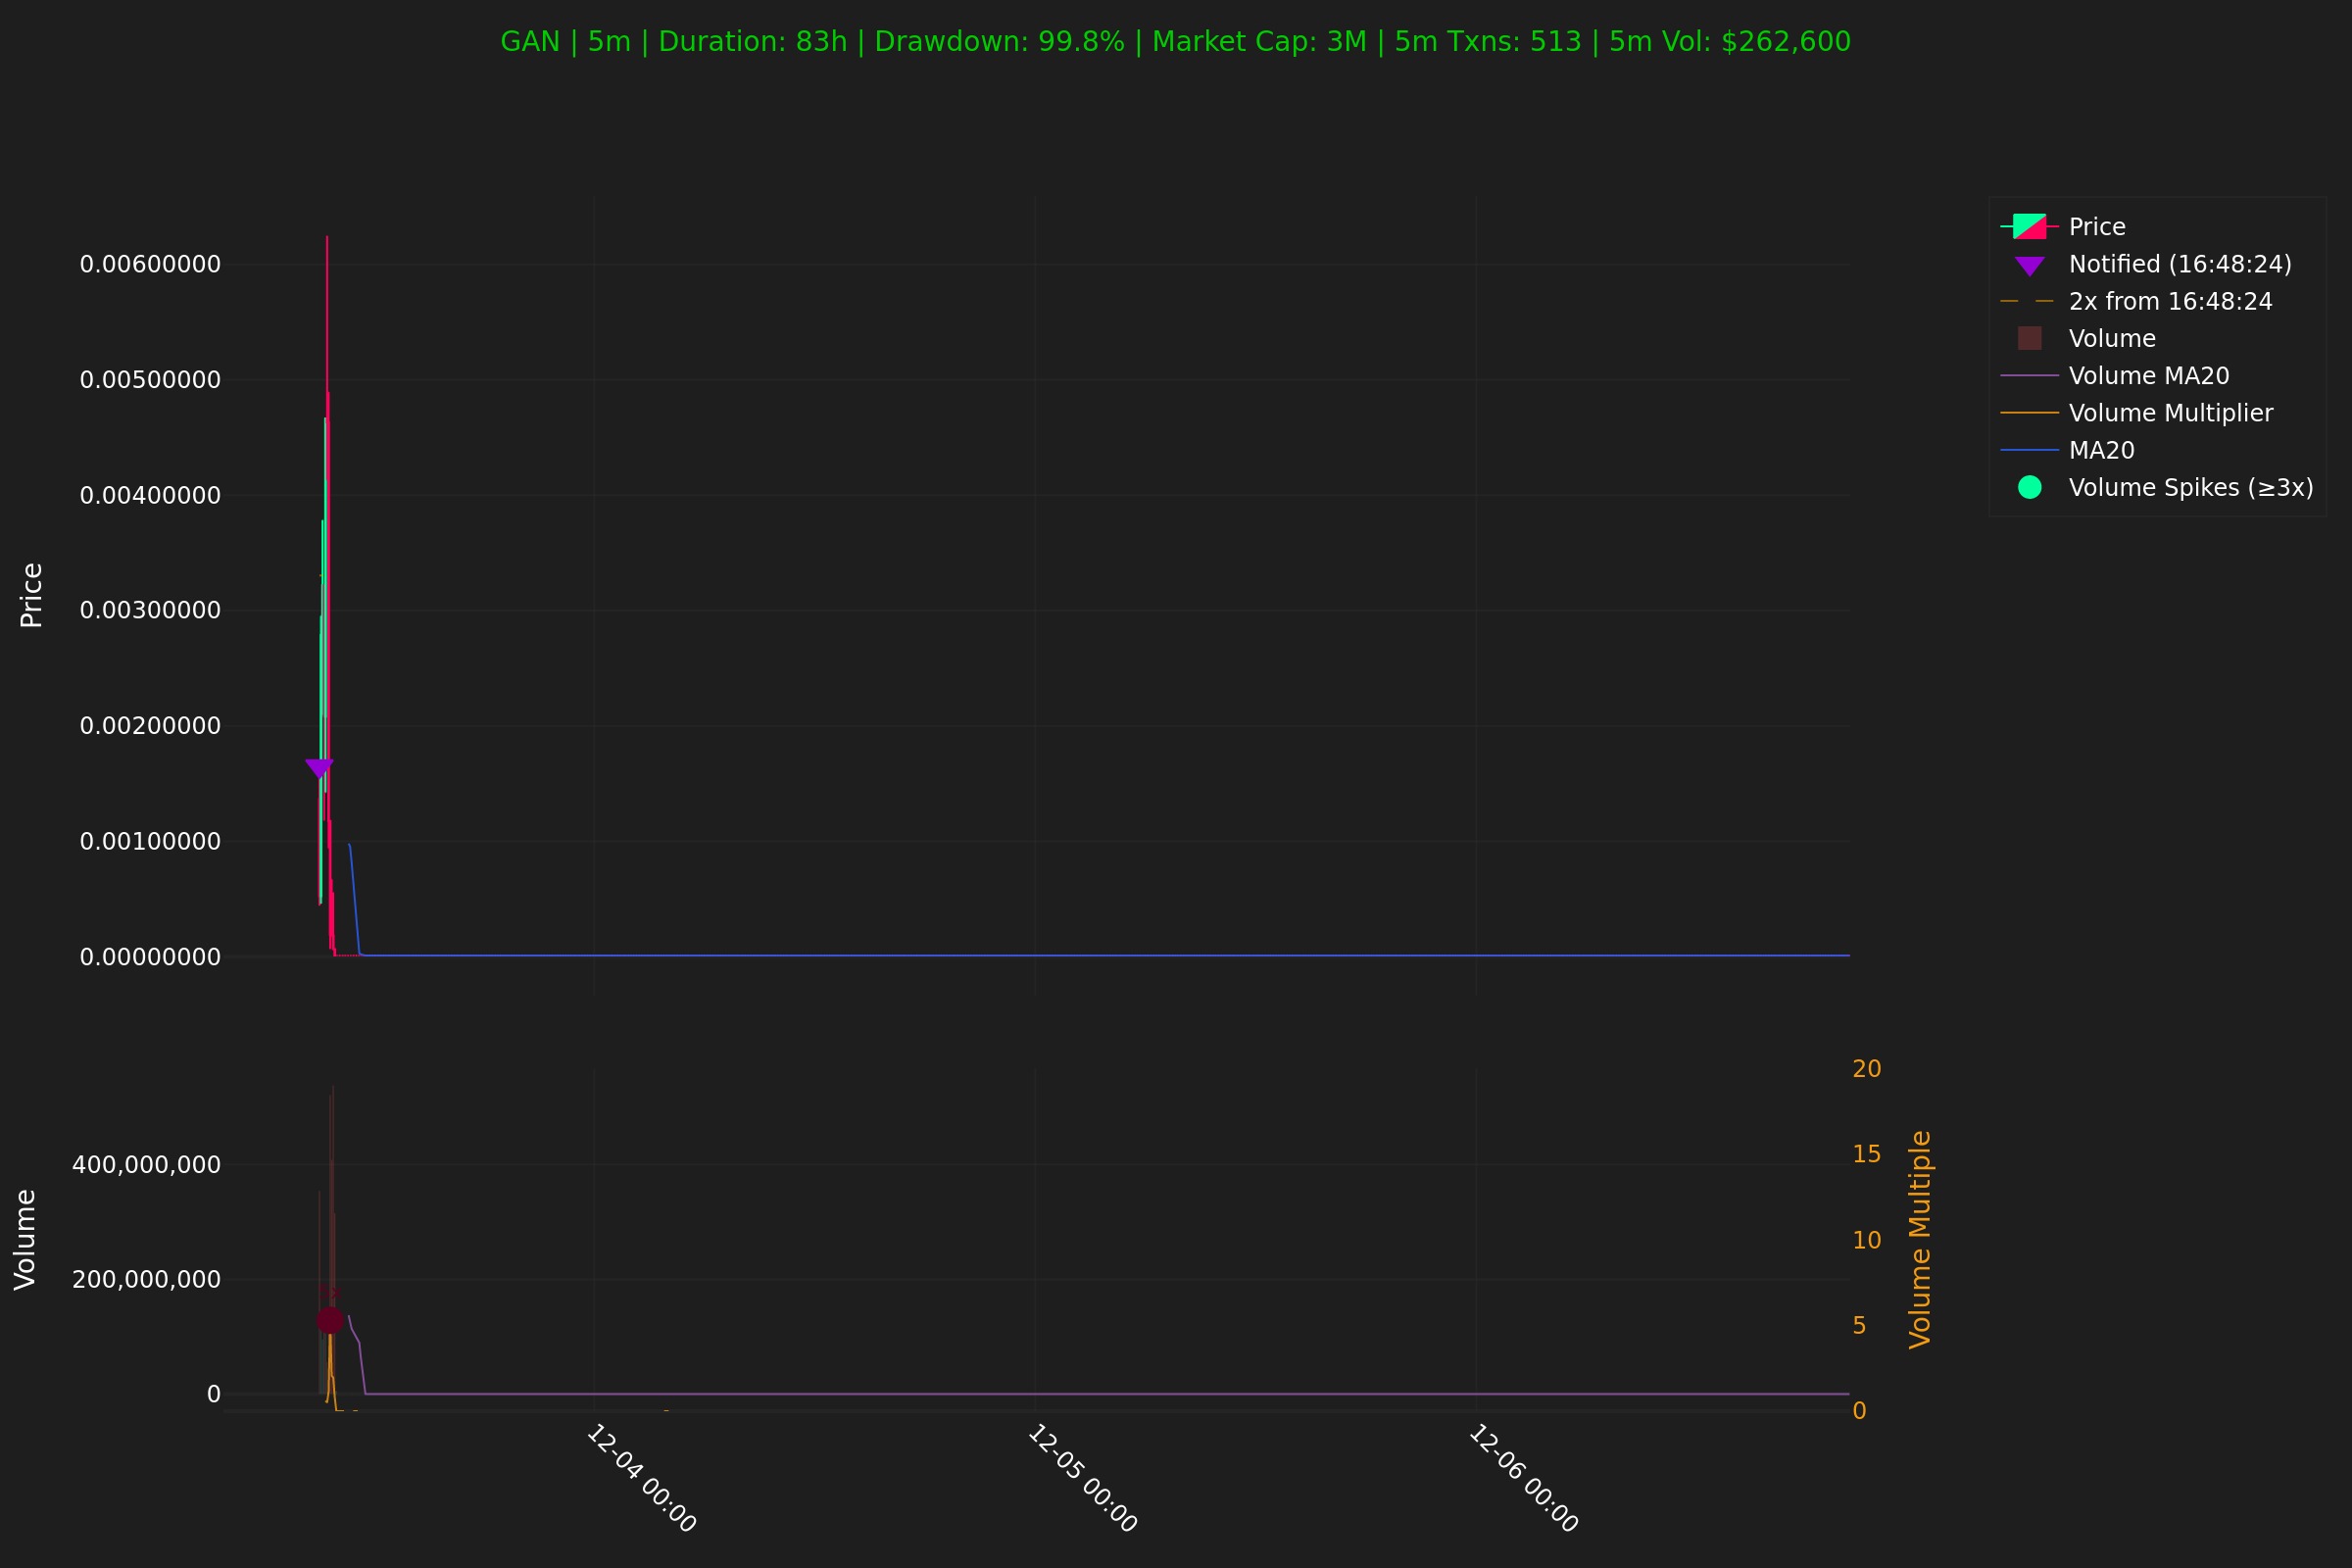 GAN | 5m | Duration: 83h | Drawdown: 99.8% | Market Cap: 3M | 5m Txns: 513 | 5m Vol: $262,600
Price
0.00600000
0.00500000
0.00400000
0.00300000
0.00200000
0.00100000
0.00000000
Price
Notified (16:48:24)
2x from 16:48:24
Volume
Volume MA20
Volume Multiplier
MA20
Volume Spikes (≥3x)
Volume
400,000,000
200,000,000
0
20
15
10
5
0
Volume Multiple
12-04 00:00
12-05 00:00
12-06 00:00